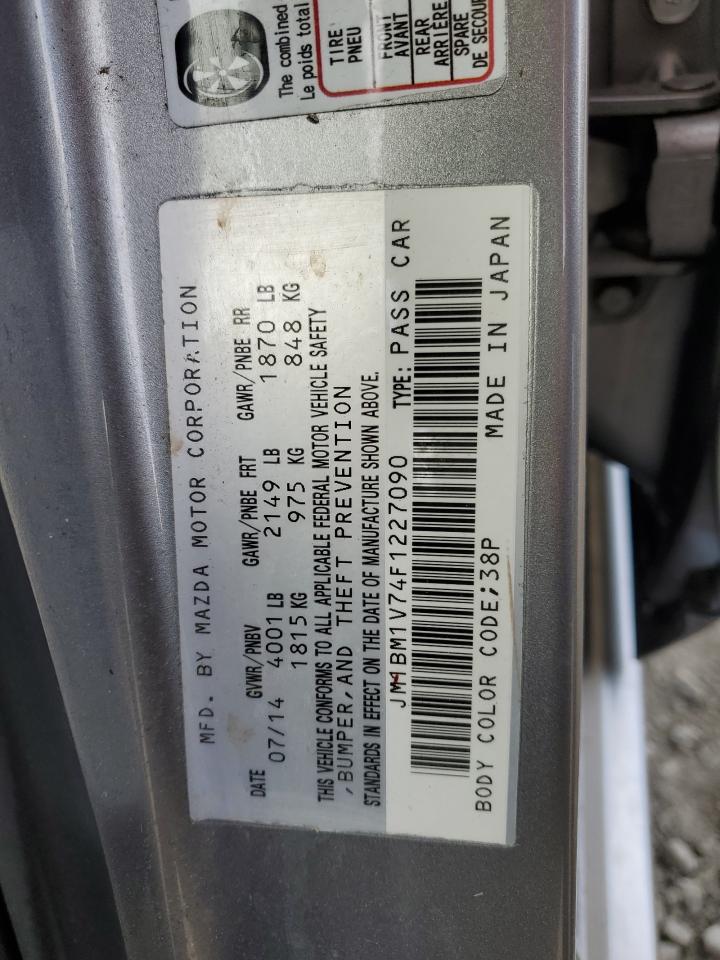 The combined
Le poids total
TIRE
PNEU
FRONT
AVANT
REAR
ARRIÈRE
SPARE
DE SECOUR
MFD. BY MAZDA MOTOR CORPORATION
DATE GVWR/PNBV GAWR/PNBE FRT GAWR/PNBE RR
07/14 4001 LB 2149 LB 1870 LB
1815 KG 975 KG 848 KG
THIS VEHICLE CONFORMS TO ALL APPLICABLE FEDERAL MOTOR VEHICLE SAFETY
,BUMPER,AND THEFT PREVENTION
STANDARDS IN EFFECT ON THE DATE OF MANUFACTURE SHOWN ABOVE.
JM1BM1V74F1227090 TYPE: PASS CAR
BODY COLOR CODE;38P MADE IN JAPAN